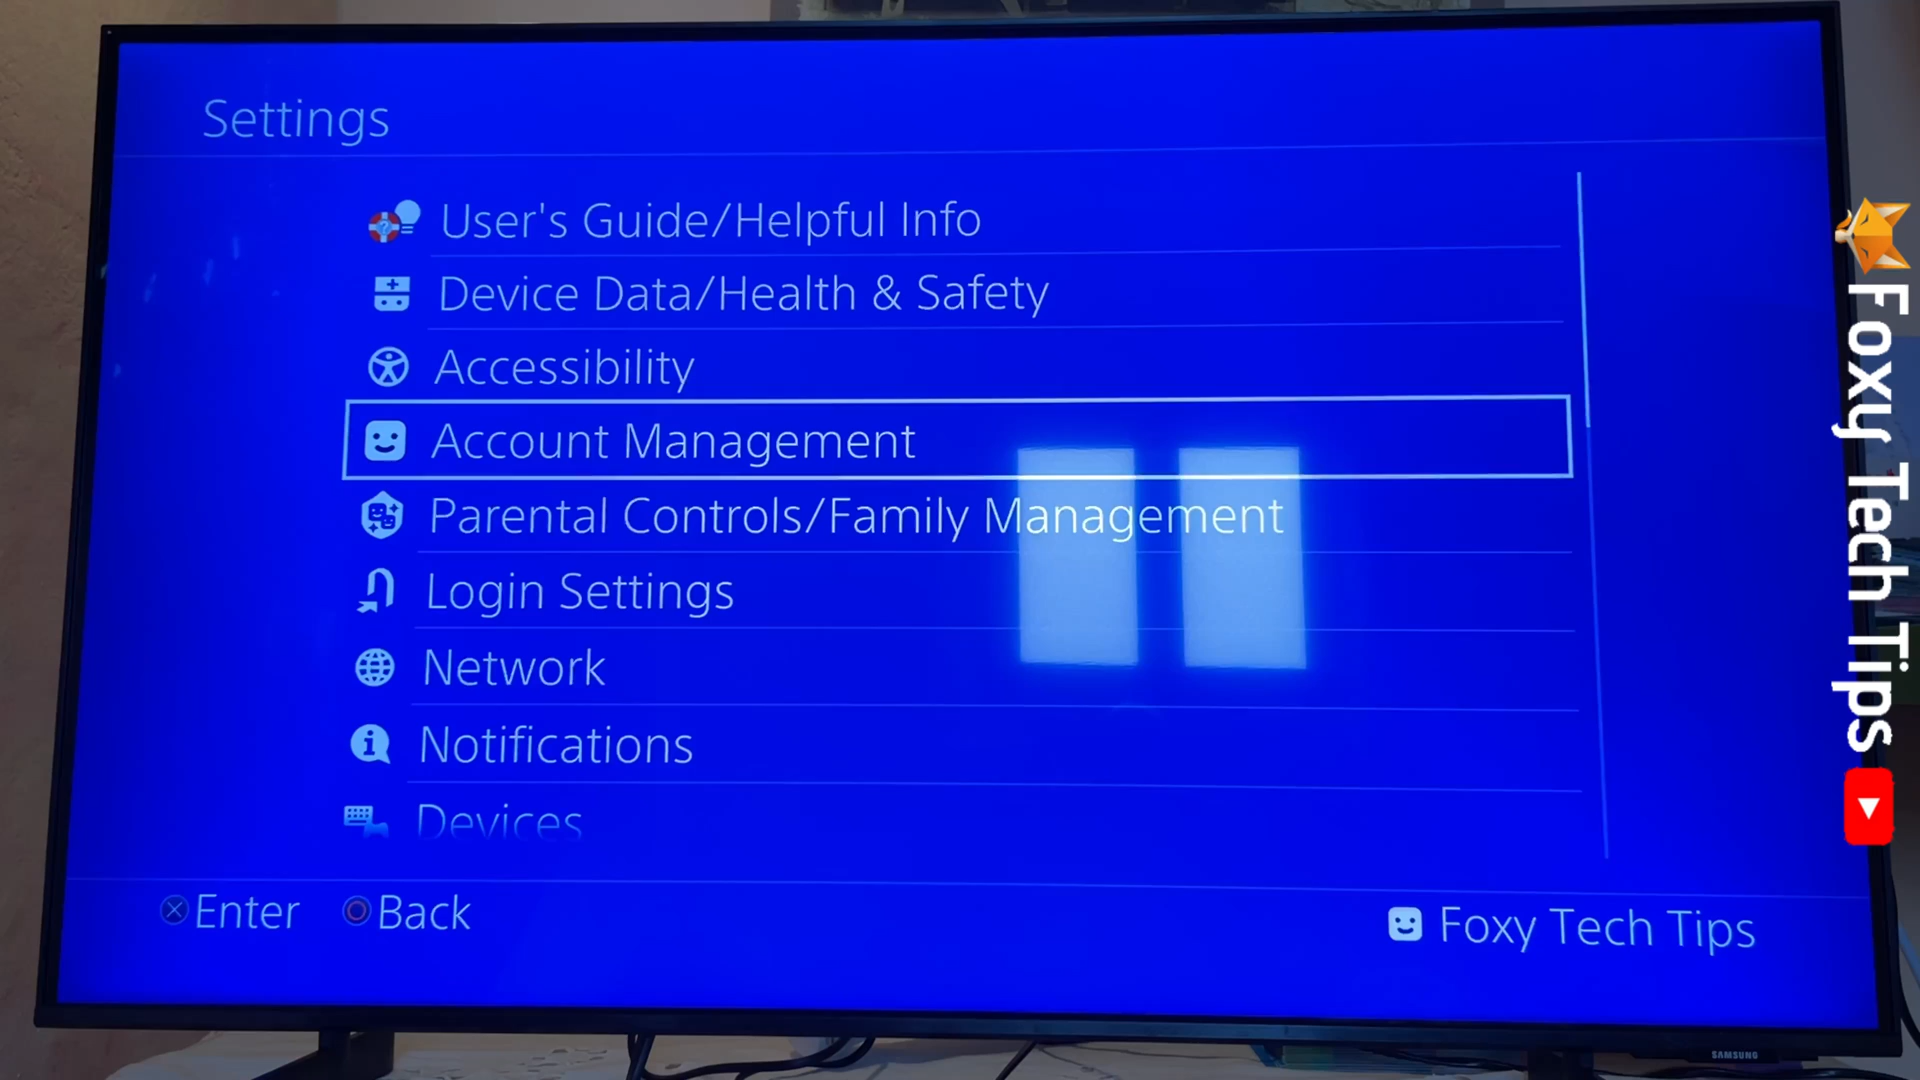 Settings
User's Guide/Helpful Info
Device Data/Health & Safety
Accessibility
Account Management
Parental Controls/Family Management
Login Settings
Network
Notifications
Devices
Enter
Back
Foxy Tech Tips
Foxy Tech Tips
SAMSUNG